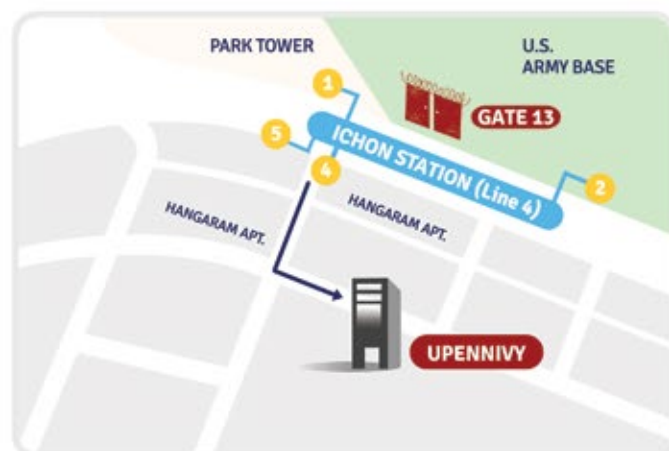 PARK TOWER
U.S.
ARMY BASE
1
GATE 13
5
ICHON STATION (Line 4)
4
2
HANGARAM APT.
HANGARAM APT.
UPENNIVY